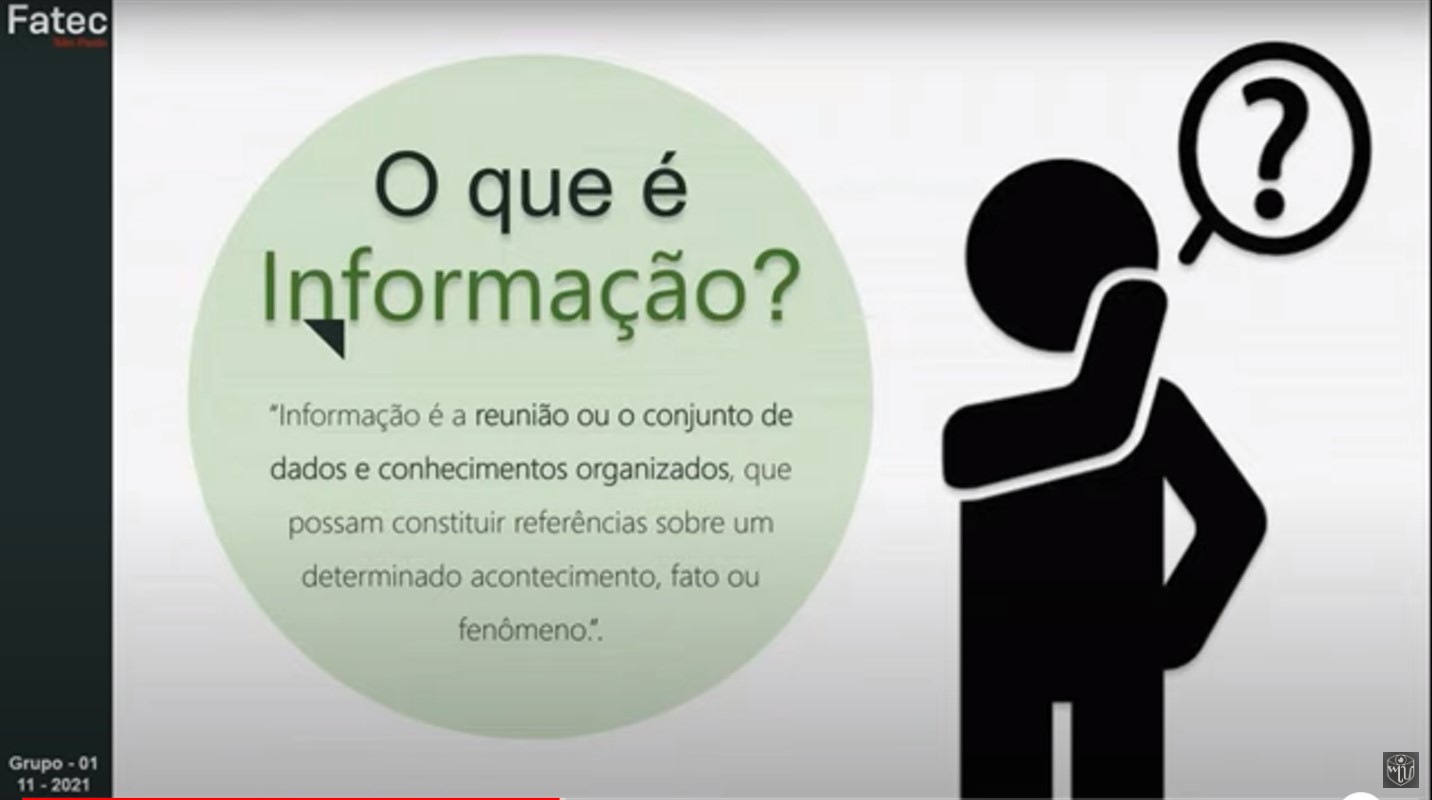 Fatec
São Paulo
O que é
Informação?
“Informação é a reunião ou o conjunto de
dados e conhecimentos organizados, que
possam constituir referências sobre um
determinado acontecimento, fato ou
fenômeno.”.
?
Grupo - 01
11 - 2021